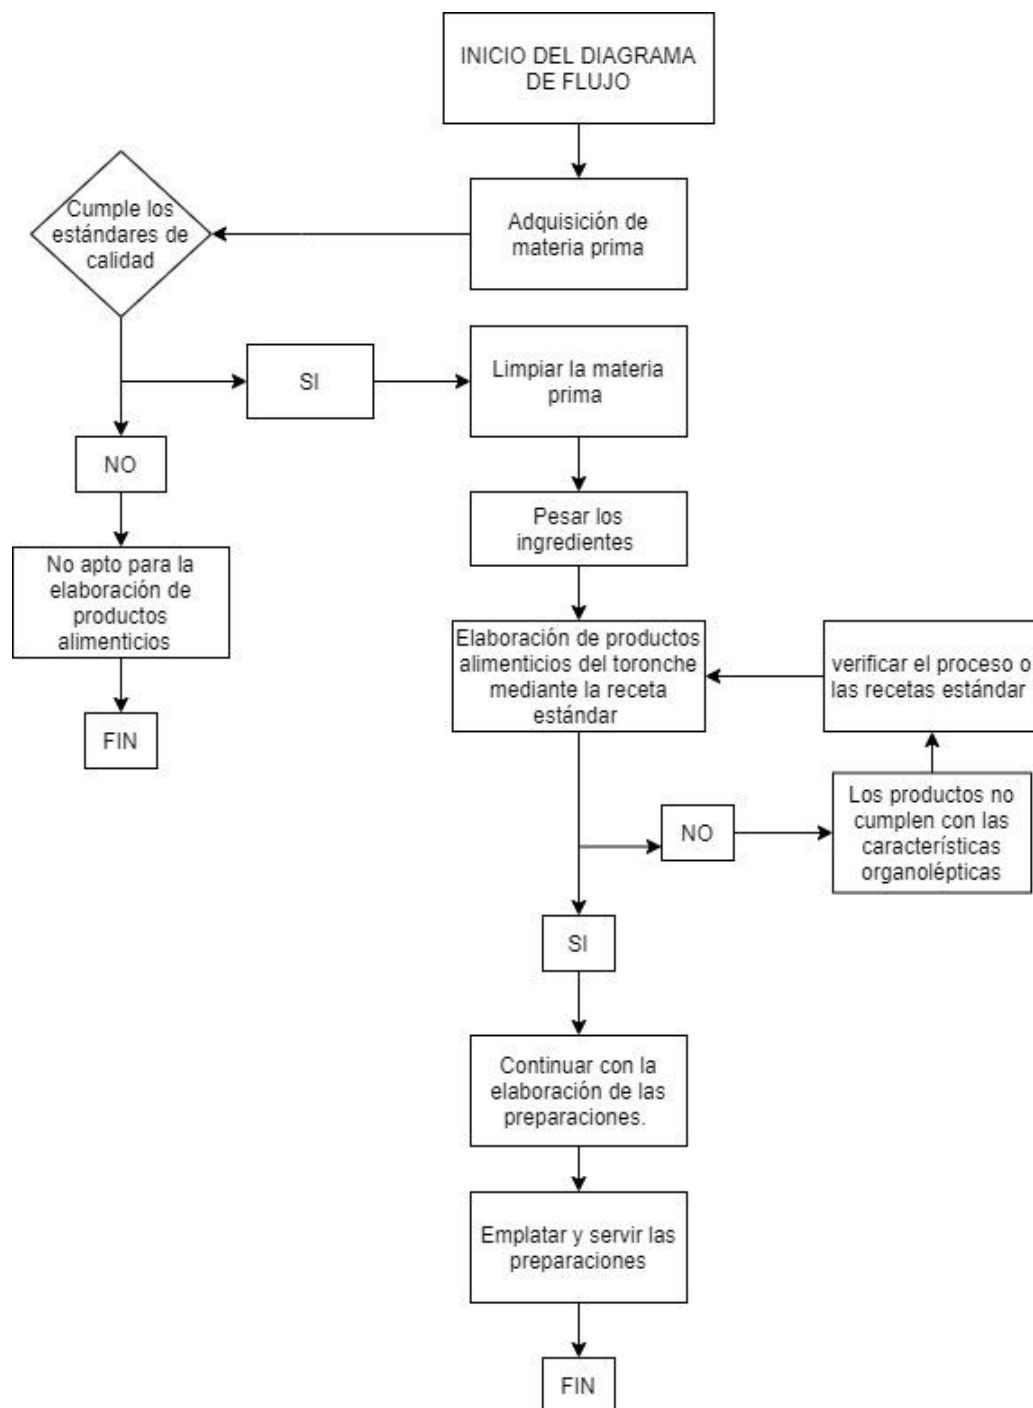 INICIO DEL DIAGRAMA
DE FLUJO
Adquisición de
materia prima
Cumple los
estándares de
calidad
SI
Limpiar la materia
prima
NO
Pesar los
ingredientes
No apto para la
elaboración de
productos
alimenticios
FIN
Elaboración de productos
alimenticios del toronche
mediante la receta
estándar
verificar el proceso o
las recetas estándar
NO
Los productos no
cumplen con las
características
organolépticas
SI
Continuar con la
elaboración de las
preparaciones.
Emplatar y servir las
preparaciones
FIN